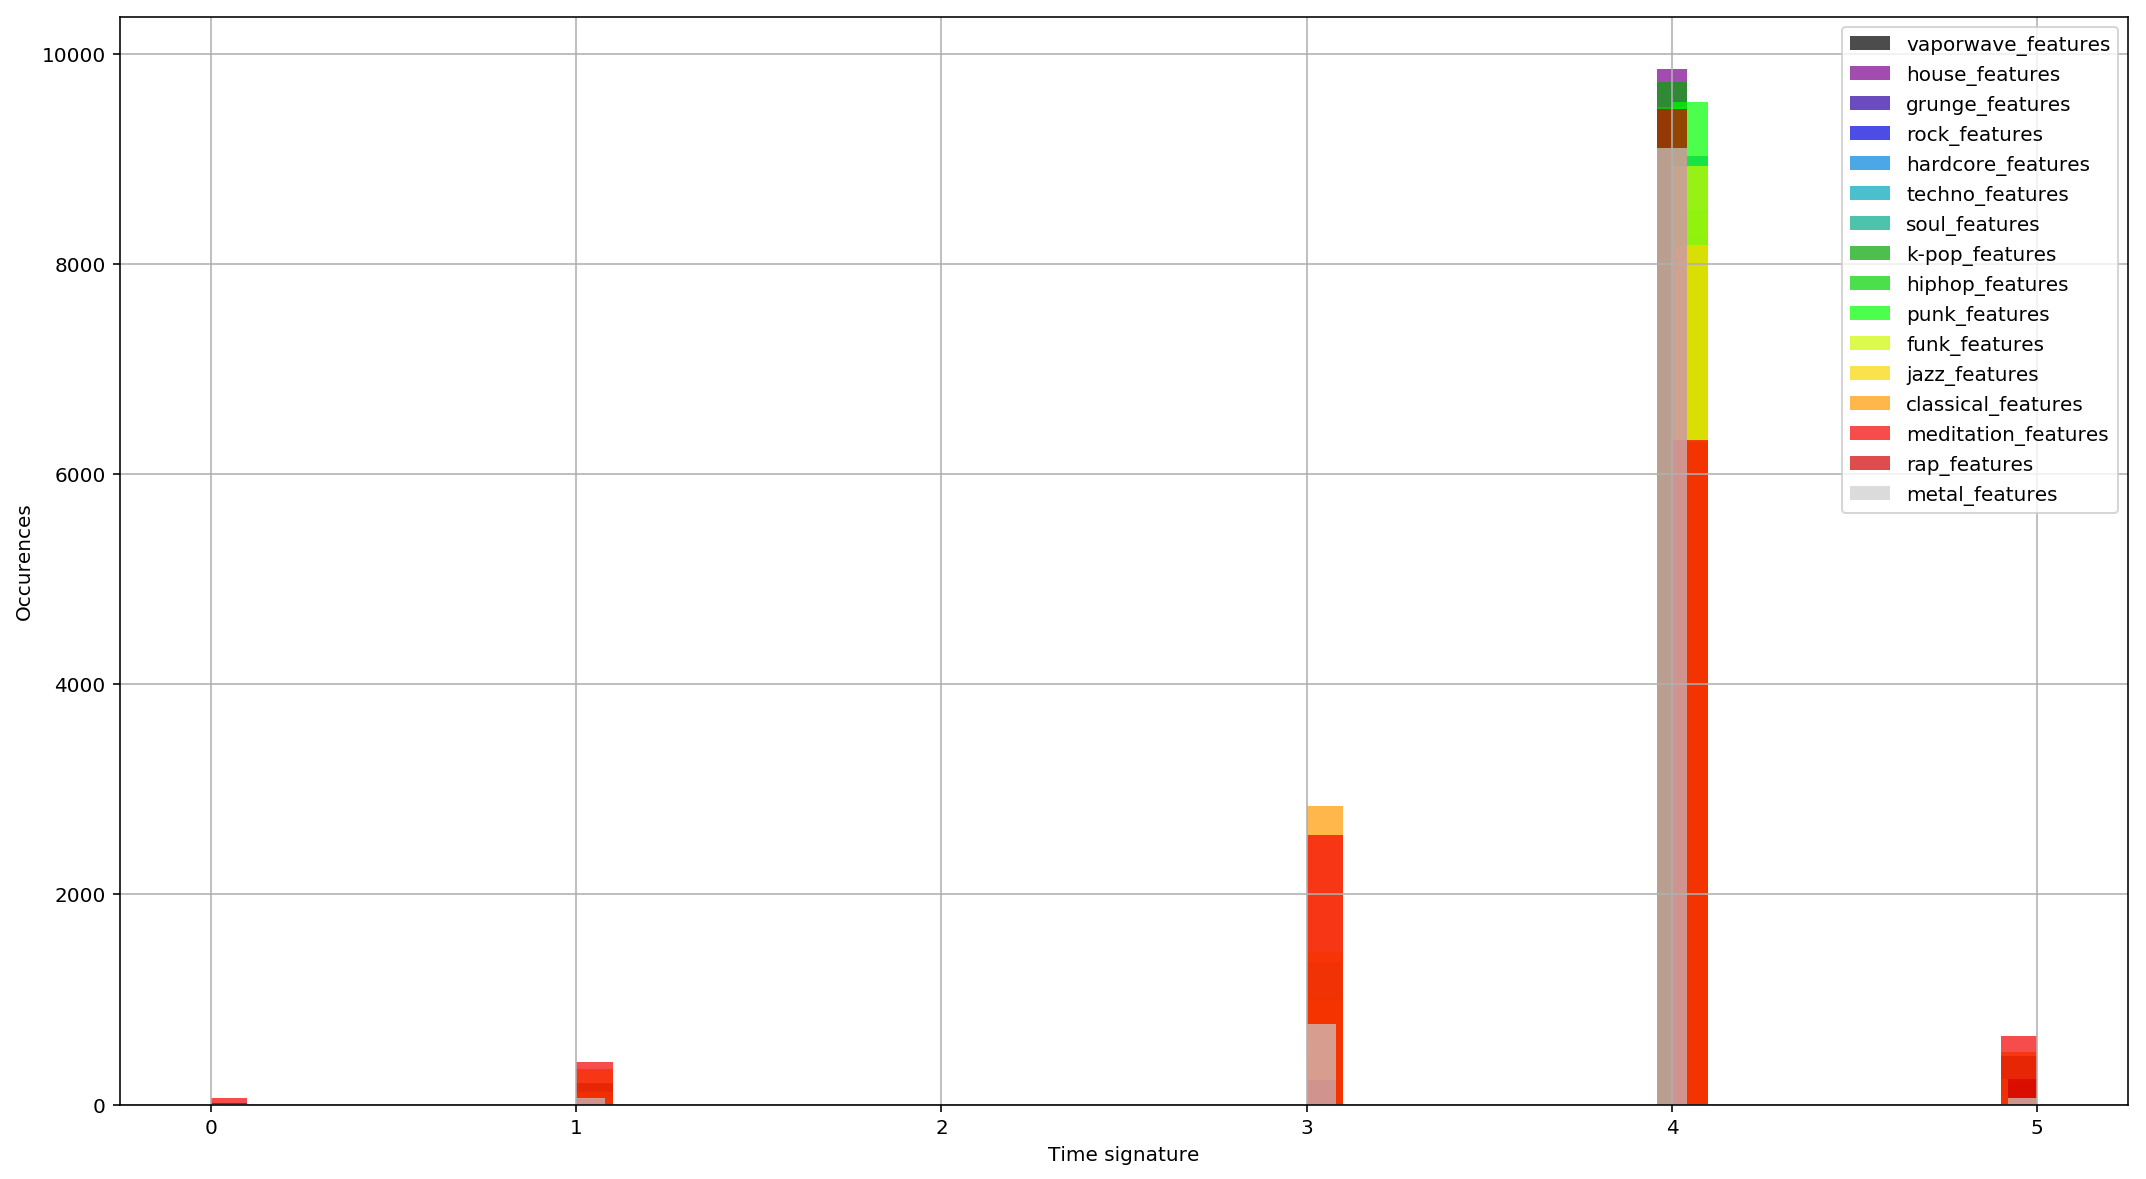 10000
8000
6000
4000
2000
0
Occurences
0 1 2 3 4 5
Time signature
vaporwave_features
house_features
grunge_features
rock_features
hardcore_features
techno_features
soul_features
k-pop_features
hiphop_features
punk_features
funk_features
jazz_features
classical_features
meditation_features
rap_features
metal_features